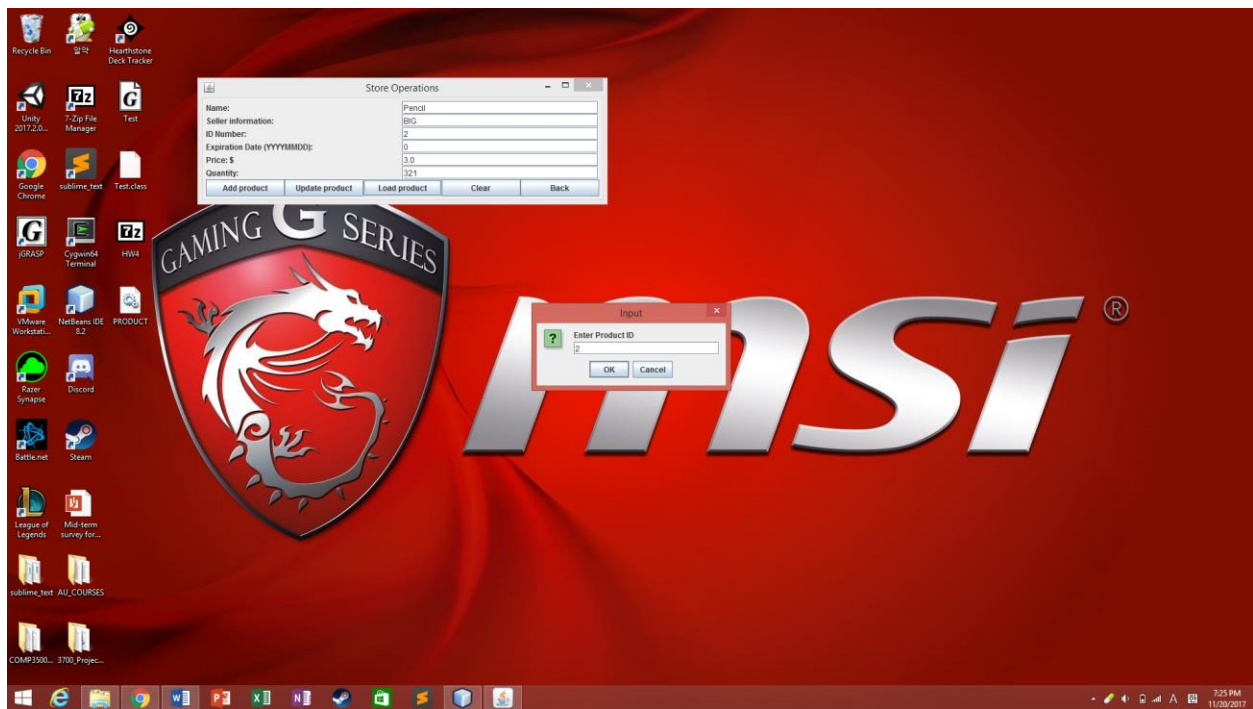 Recycle Bin
알약
Hearthstone
Deck Tracker
Unity
2017.2.0...
7-Zip File
Manager
Test
Google
Chrome
sublime_text
Test.class
jGRASP
Cygwin64
Terminal
HW4
VMware
Workstati...
NetBeans IDE
8.2
PRODUCT
Razer
Synapse
Discord
Battle.net
Steam
League of
Legends
Mid-term
survey for...
sublime_text
AU_COURSES
COMP3500...
3700_Projec...
Store Operations
Name: Pencil
Seller information: BIG
ID Number: 2
Expiration Date (YYYYMMDD): 0
Price: $ 3.0
Quantity: 321
Add product Update product Load product Clear Back
GAMING G SERIES
msi ®
Input
Enter Product ID
2
OK Cancel
A
7:25 PM
11/20/2017